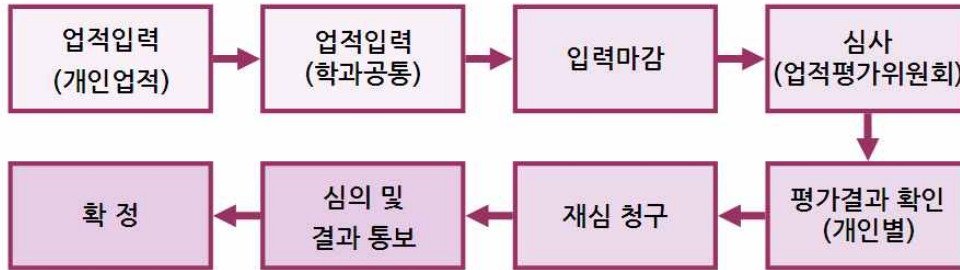 업적입력
(개인업적)
업적입력
(학과공통)
입력마감
심사
(업적평가위원회)
평가결과 확인
(개인별)
재심 청구
심의 및
결과 통보
확 정